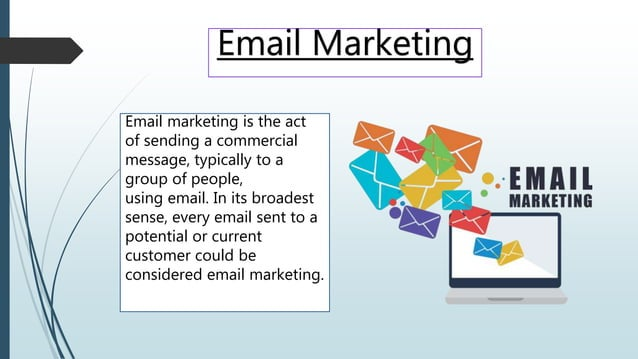 Email Marketing
Email marketing is the act
of sending a commercial
message, typically to a
group of people,
using email. In its broadest
sense, every email sent to a
potential or current
customer could be
considered email marketing.
EMAIL
MARKETING